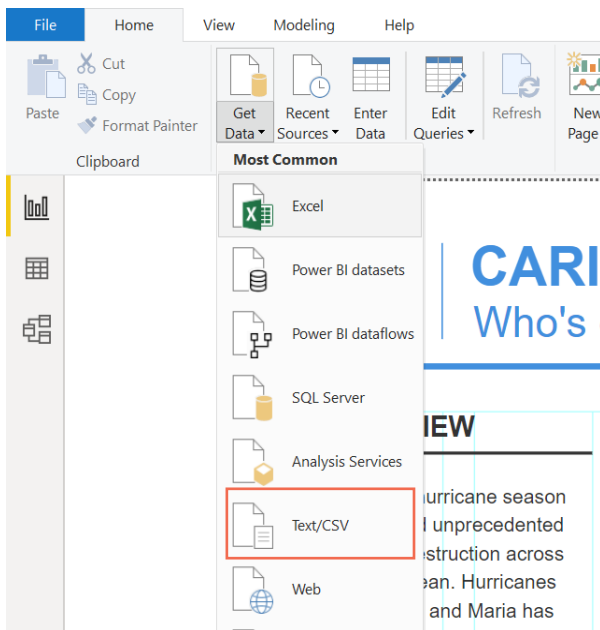 File Home View Modeling Help
Cut
Copy
Format Painter
Paste
Clipboard
Get Data
Recent Sources
Enter Data
Edit Queries
Refresh
New Page
Most Common
Excel
Power BI datasets
Power BI dataflows
SQL Server
Analysis Services
Text/CSV
Web
CARI
Who's
IEW
urricane season
unprecedented
struction across
ean. Hurricanes
and Maria has